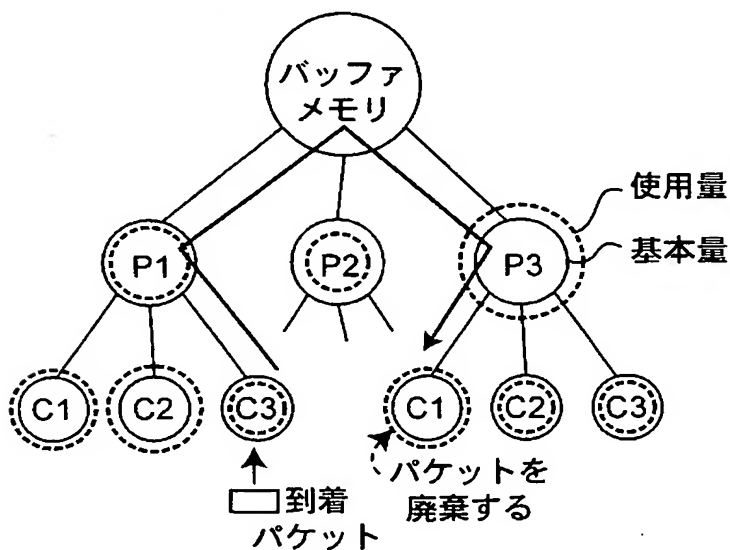 バッファ
メモリ
使用量
基本量
P1
P2
P3
C1
C2
C3
C1
C2
C3
到着
パケット
パケットを
廃棄する